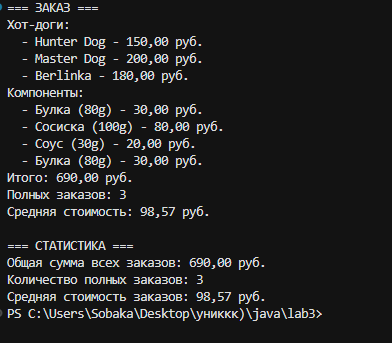 === ЗАКАЗ ===
Хот-доги:
- Hunter Dog - 150,00 руб.
- Master Dog - 200,00 руб.
- Berlinka - 180,00 руб.
Компоненты:
- Булка (80g) - 30,00 руб.
- Сосиска (100g) - 80,00 руб.
- Соус (30g) - 20,00 руб.
- Булка (80g) - 30,00 руб.
Итого: 690,00 руб.
Полных заказов: 3
Средняя стоимость: 98,57 руб.
=== СТАТИСТИКА ===
Общая сумма всех заказов: 690,00 руб.
Количество полных заказов: 3
Средняя стоимость заказов: 98,57 руб.
PS C:\Users\Sobaka\Desktop\униккк)\java\lab3>